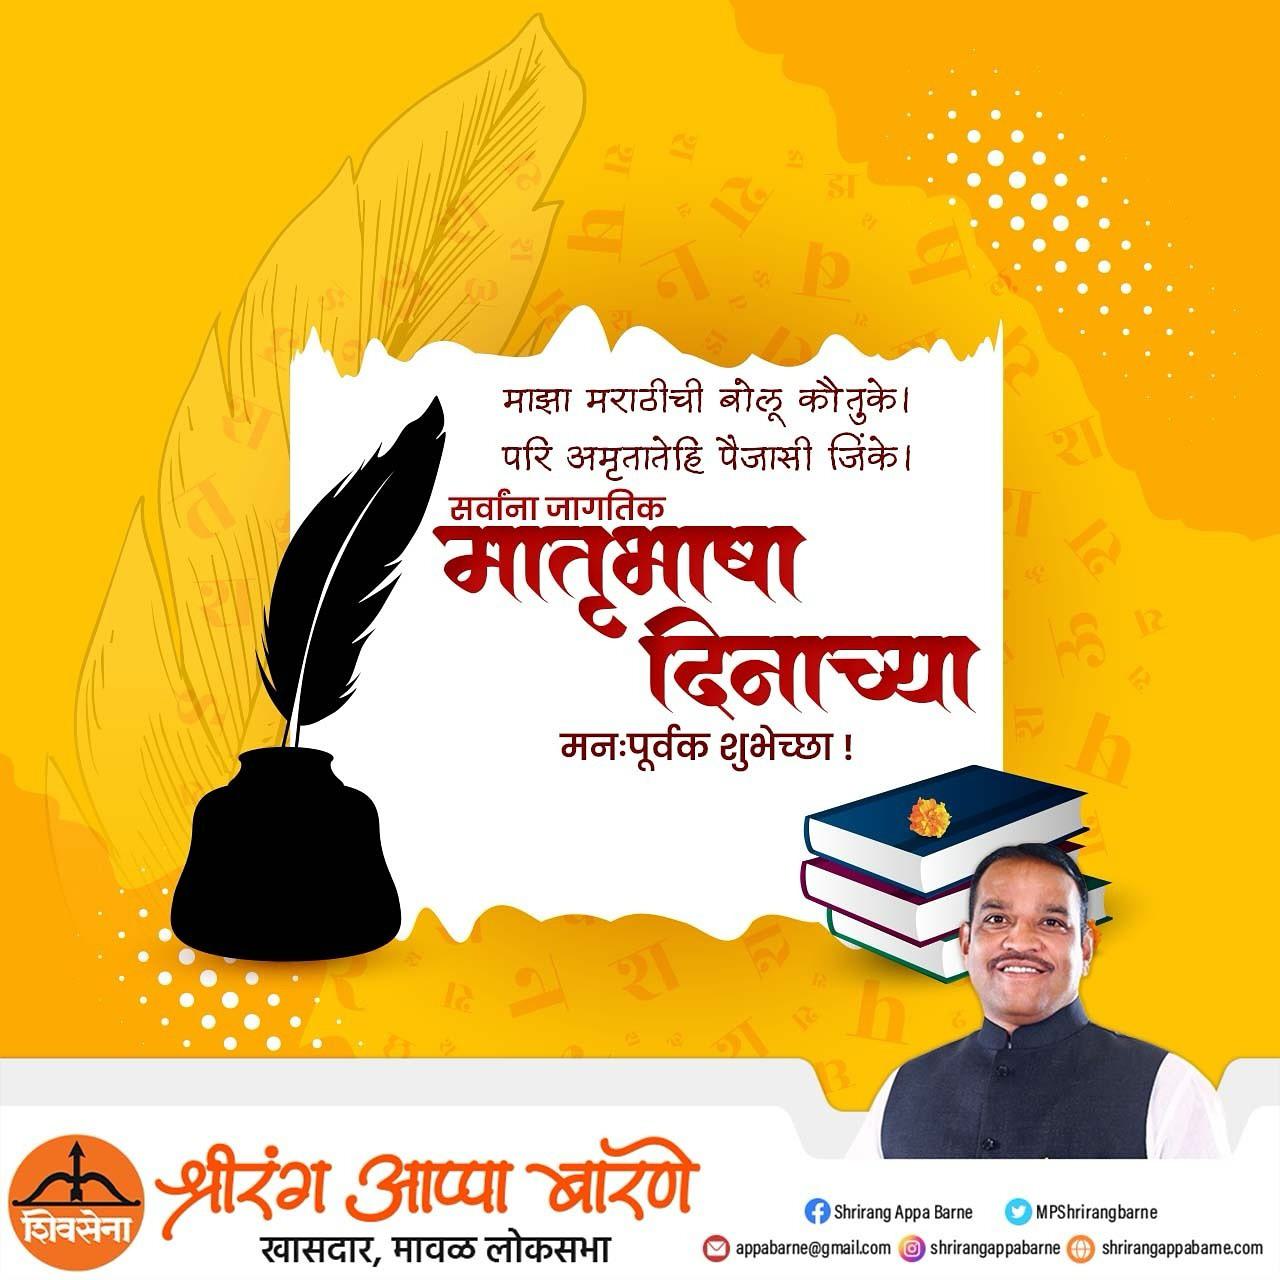 माझा मराठीची बोलू कौतुके।
परि अमृतातेहि पैजासी जिंके।
सर्वांना जागतिक
मातृभाषा
दिनाच्या
मनःपूर्वक शुभेच्छा !
शिवसेना
श्रीरंग आप्पा बारणे
खासदार, मावळ लोकसभा
Shrirang Appa Barne MPShrirangbarne
appabarne@gmail.com shrirangappabarne shrirangappabarne.com